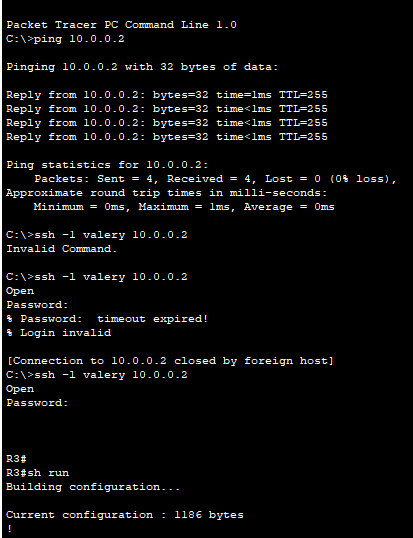 Packet Tracer PC Command Line 1.0
C:\>ping 10.0.0.2
Pinging 10.0.0.2 with 32 bytes of data:
Reply from 10.0.0.2: bytes=32 time=1ms TTL=255
Reply from 10.0.0.2: bytes=32 time<1ms TTL=255
Reply from 10.0.0.2: bytes=32 time<1ms TTL=255
Reply from 10.0.0.2: bytes=32 time<1ms TTL=255
Ping statistics for 10.0.0.2:
    Packets: Sent = 4, Received = 4, Lost = 0 (0% loss),
Approximate round trip times in milli-seconds:
    Minimum = 0ms, Maximum = 1ms, Average = 0ms
C:\>ssh -1 valery 10.0.0.2
Invalid Command.
C:\>ssh -l valery 10.0.0.2
Open
Password:
% Password:  timeout expired!
% Login invalid
[Connection to 10.0.0.2 closed by foreign host]
C:\>ssh -l valery 10.0.0.2
Open
Password:
R3#
R3#sh run
Building configuration...
Current configuration : 1186 bytes
!